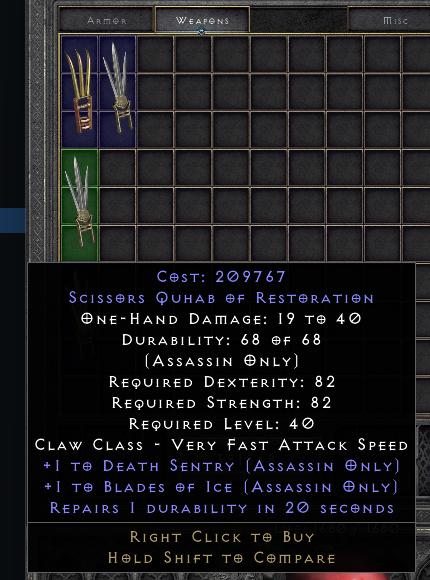 Armor
Weapons
Misc
Cost: 209767
Scissors Quhab of Restoration
One-Hand Damage: 19 to 40
Durability: 68 of 68
(Assassin Only)
Required Dexterity: 82
Required Strength: 82
Required Level: 40
Claw Class - Very Fast Attack Speed
+1 to Death Sentry (Assassin Only)
+1 to Blades of Ice (Assassin Only)
Repairs 1 durability in 20 seconds
Right Click to Buy
Hold Shift to Compare